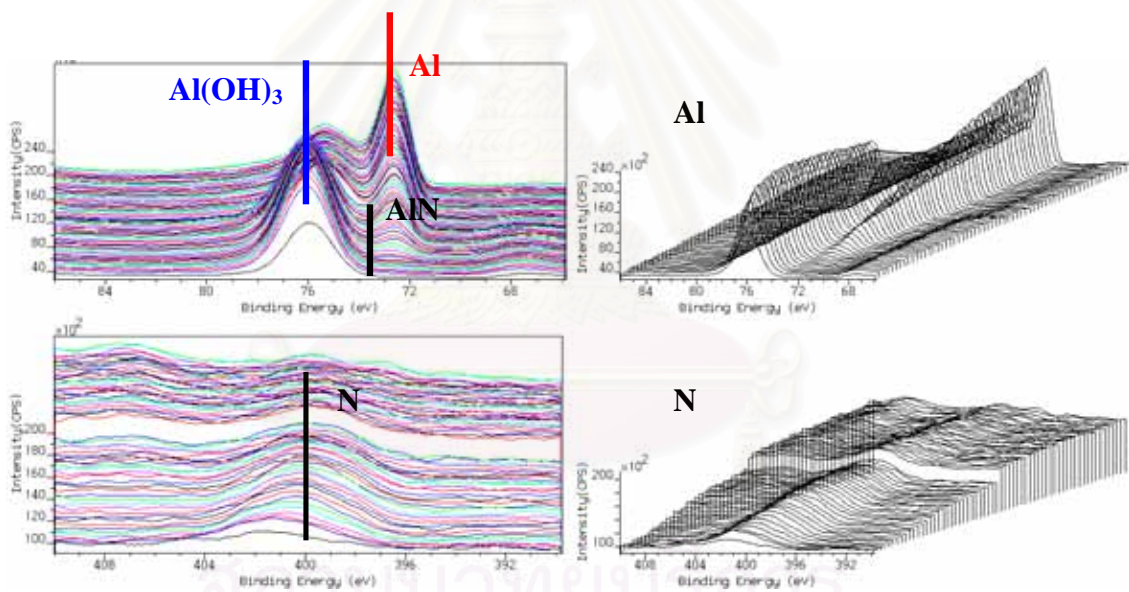 Al(OH)3
Al
AlN
Intensity(CPS)
240
200
160
120
80
40
84 80 76 72 68
Binding Energy (eV)
Al
×10²
Intensity(CPS)
240
200
160
120
80
40
84 80 76 72 68
Binding Energy (eV)
×10²
N
Intensity(CPS)
200
180
160
140
120
100
408 404 400 396 392
Binding Energy (eV)
N
×10²
Intensity(CPS)
200
100
408 404 400 396 392
Binding Energy (eV)